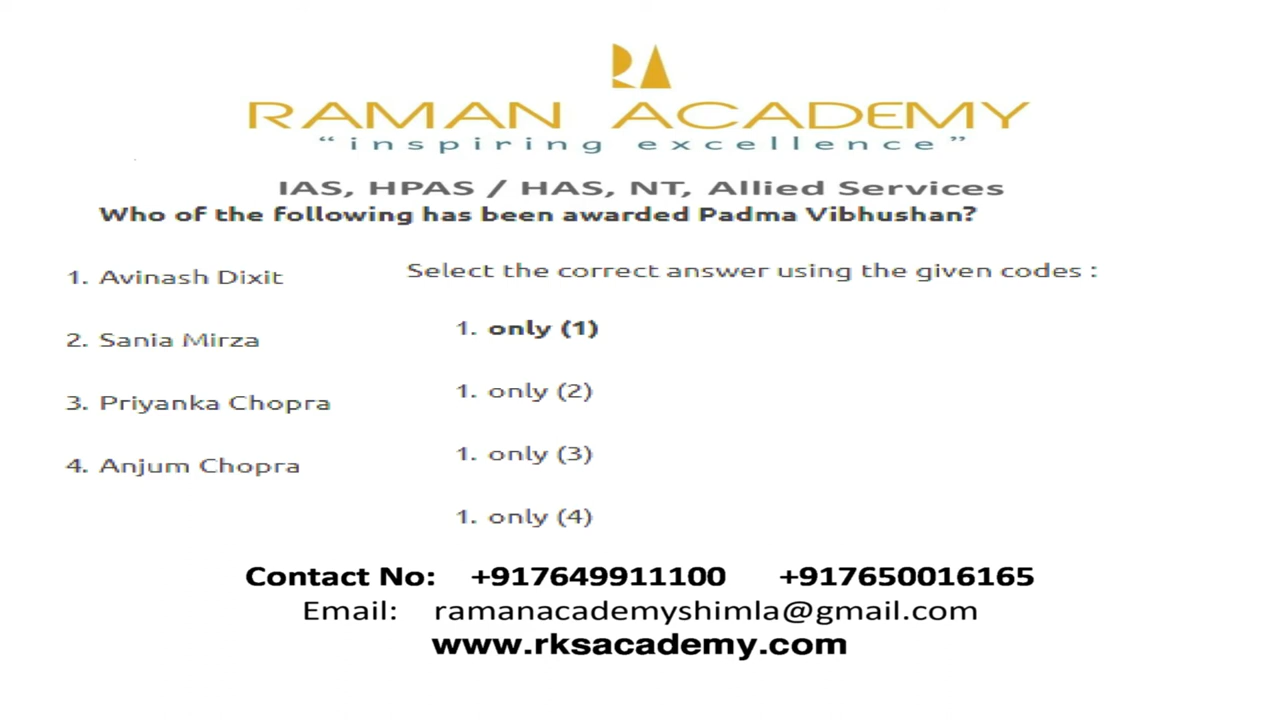 RA
RAMAN ACADEMY
“inspiring excellence”
IAS, HPAS / HAS, NT, Allied Services
Who of the following has been awarded Padma Vibhushan?
1. Avinash Dixit
2. Sania Mirza
3. Priyanka Chopra
4. Anjum Chopra
Select the correct answer using the given codes :
1. only (1)
1. only (2)
1. only (3)
1. only (4)
Contact No: +917649911100 +917650016165
Email: ramanacademyshimla@gmail.com
www.rksacademy.com